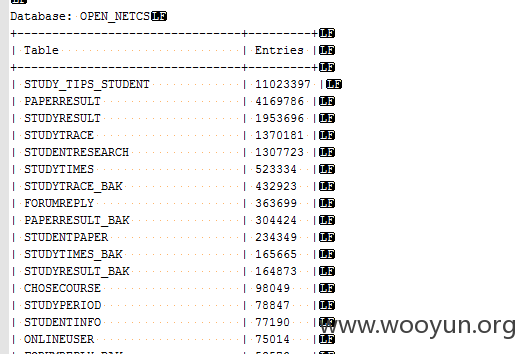 LF
Database: OPEN_NETCS LF
+---------------------------+---------+ LF
| Table | Entries | LF
+---------------------------+---------+ LF
| STUDY_TIPS_STUDENT | 11023397 | LF
| PAPERRESULT | 4169786 | LF
| STUDYRESULT | 1953696 | LF
| STUDYTRACE | 1370181 | LF
| STUDENTRESEARCH | 1307723 | LF
| STUDYTIMES | 523334 | LF
| STUDYTRACE_BAK | 432923 | LF
| FORUMREPLY | 363699 | LF
| PAPERRESULT_BAK | 304424 | LF
| STUDENTPAPER | 234349 | LF
| STUDYTIMES_BAK | 165665 | LF
| STUDYRESULT_BAK | 164873 | LF
| CHOSECOURSE | 98049 | LF
| STUDYPERIOD | 78847 | LF
| STUDENTINFO | 77190 | LF
www.wooyun.org
| ONLINEUSER | 75014 | LF